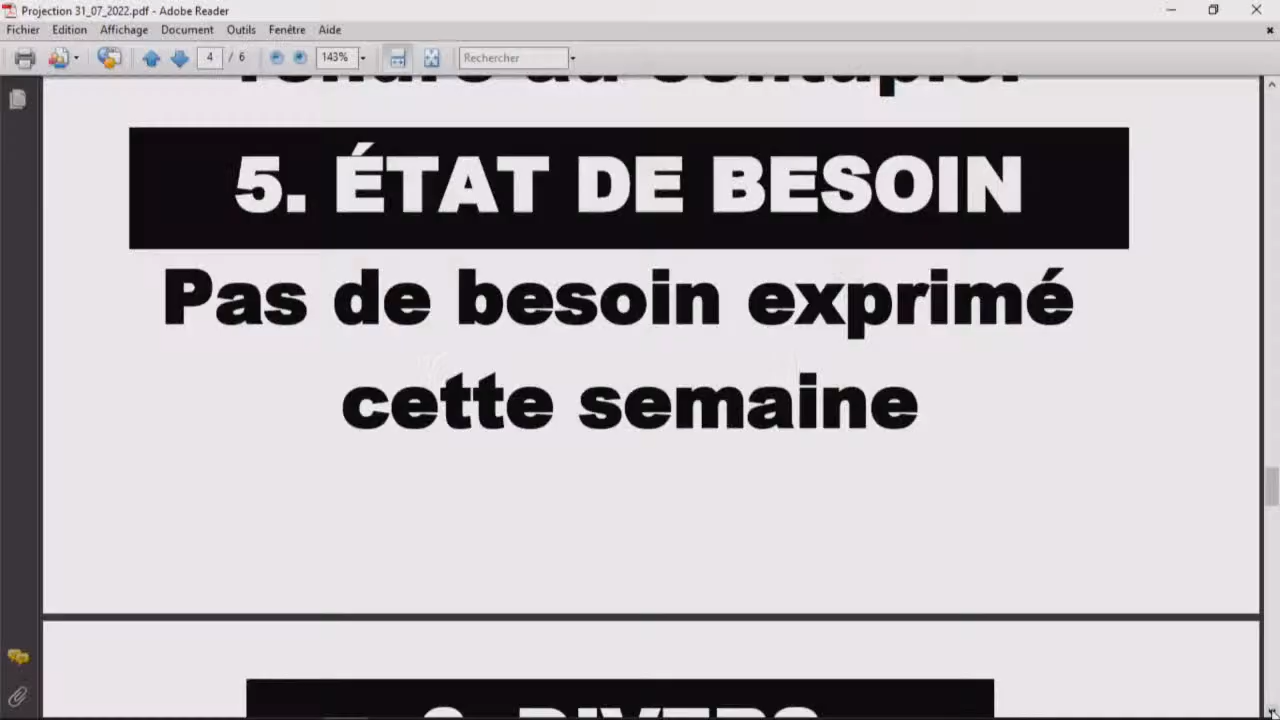 Projection 31_07_2022.pdf - Adobe Reader
Fichier Edition Affichage Document Outils Fenêtre Aide
4 / 6 143% Rechercher
5. ÉTAT DE BESOIN
Pas de besoin exprimé
cette semaine
DIVERS